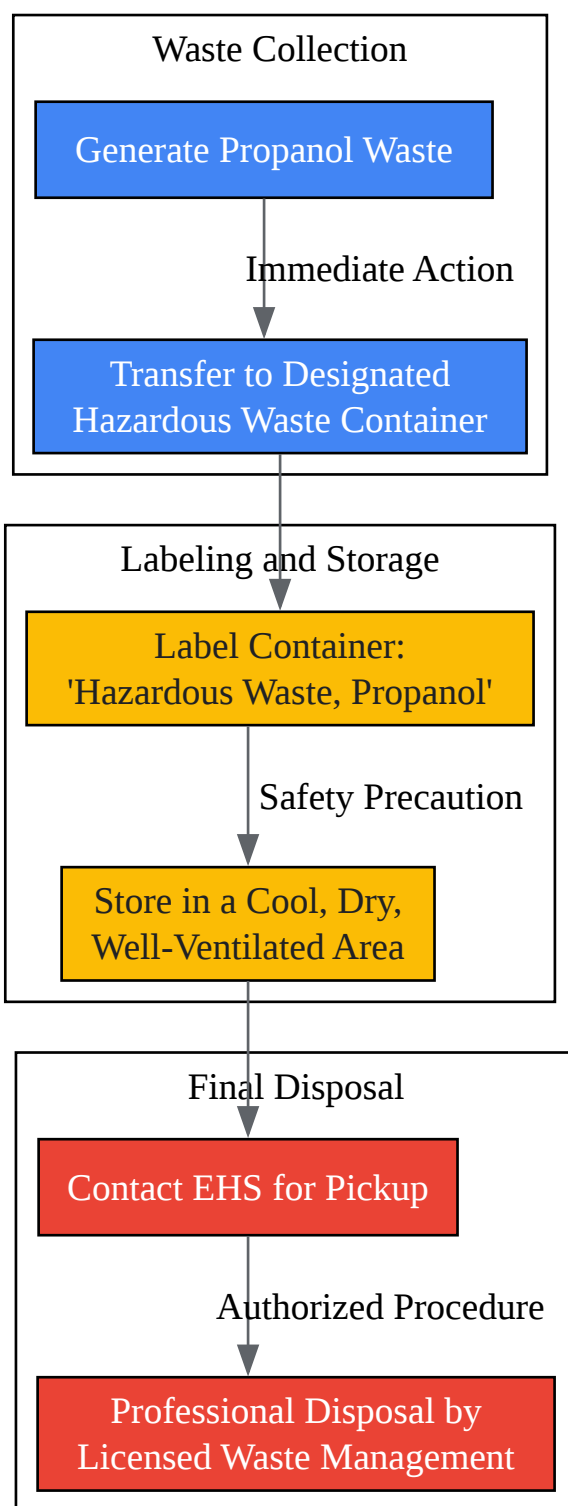 Waste Collection
Generate Propanol Waste
Immediate Action
Transfer to Designated
Hazardous Waste Container
Labeling and Storage
Label Container:
'Hazardous Waste, Propanol'
Safety Precaution
Store in a Cool, Dry,
Well-Ventilated Area
Final Disposal
Contact EHS for Pickup
Authorized Procedure
Professional Disposal by
Licensed Waste Management